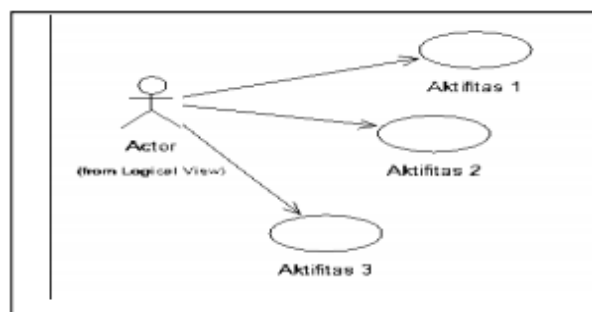 Aktifitas 1
Actor
(from Logical View)
Aktifitas 2
Aktifitas 3